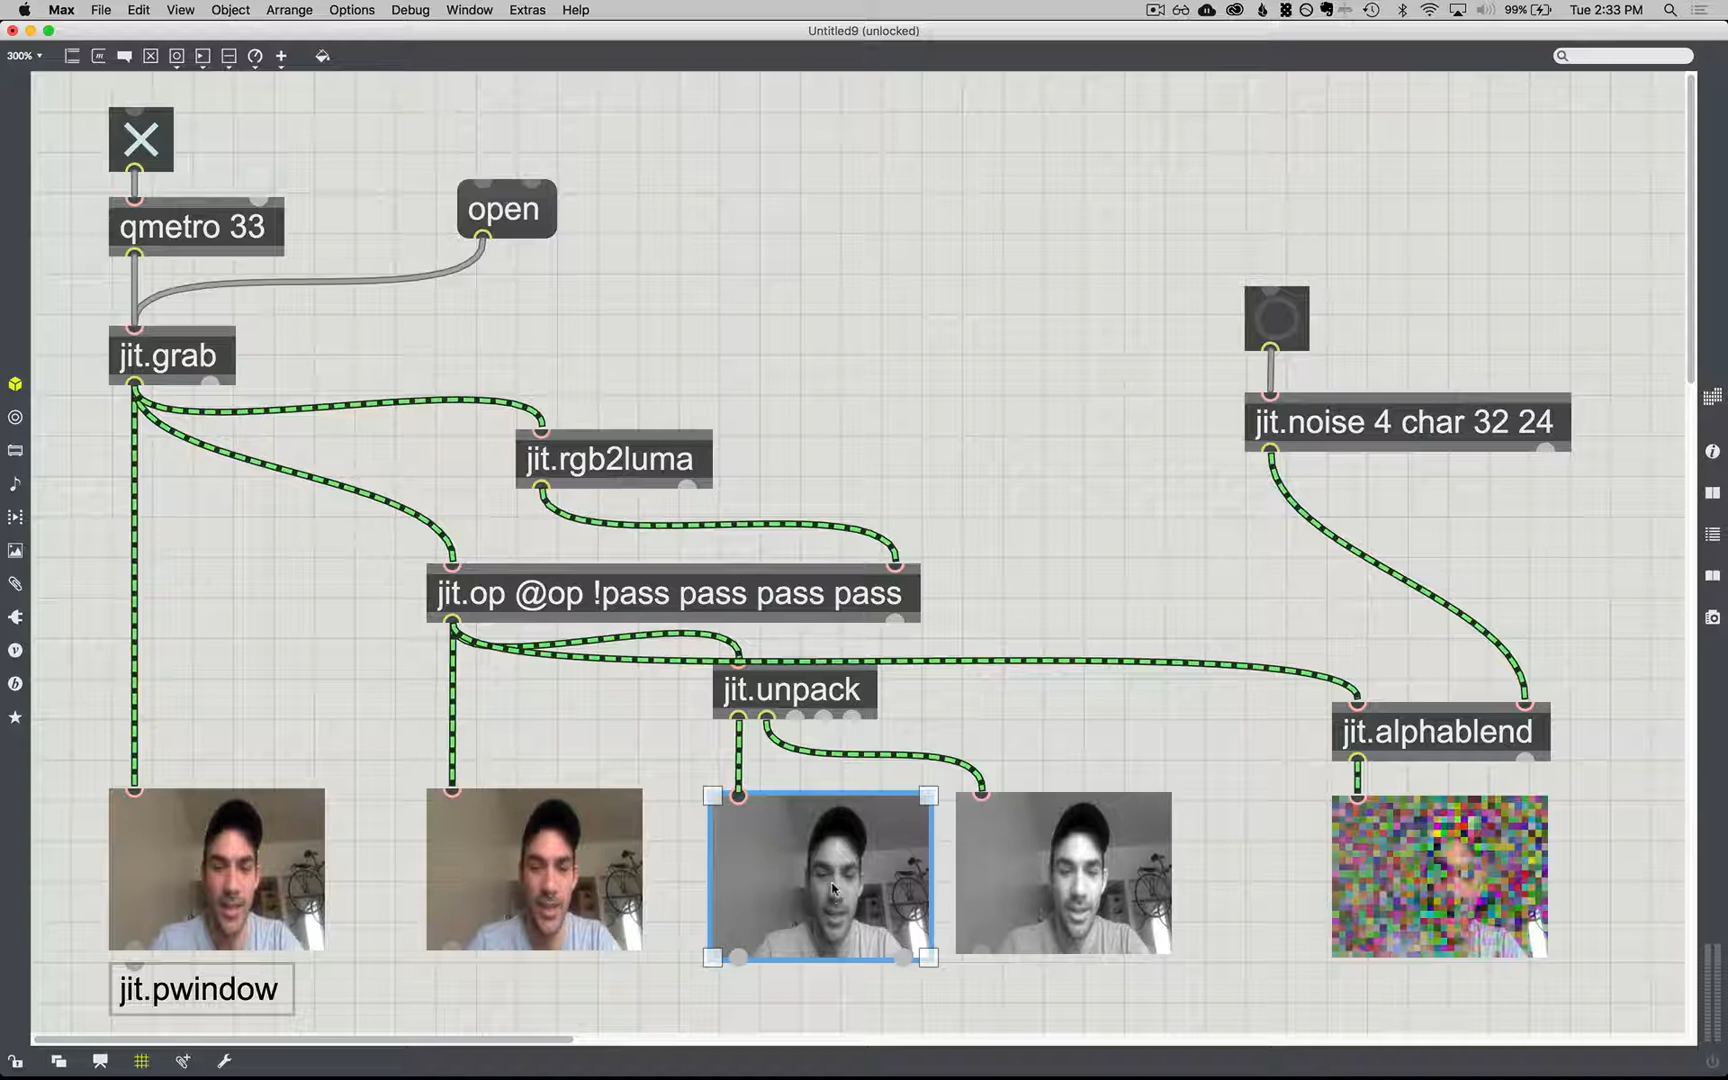 Max File Edit View Object Arrange Options Debug Window Extras Help 99% Tue 2:33 PM
Untitled9 (unlocked)
300%
open
qmetro 33
jit.grab
jit.noise 4 char 32 24
jit.rgb2luma
jit.op @op !pass pass pass pass
jit.unpack
jit.alphablend
jit.pwindow